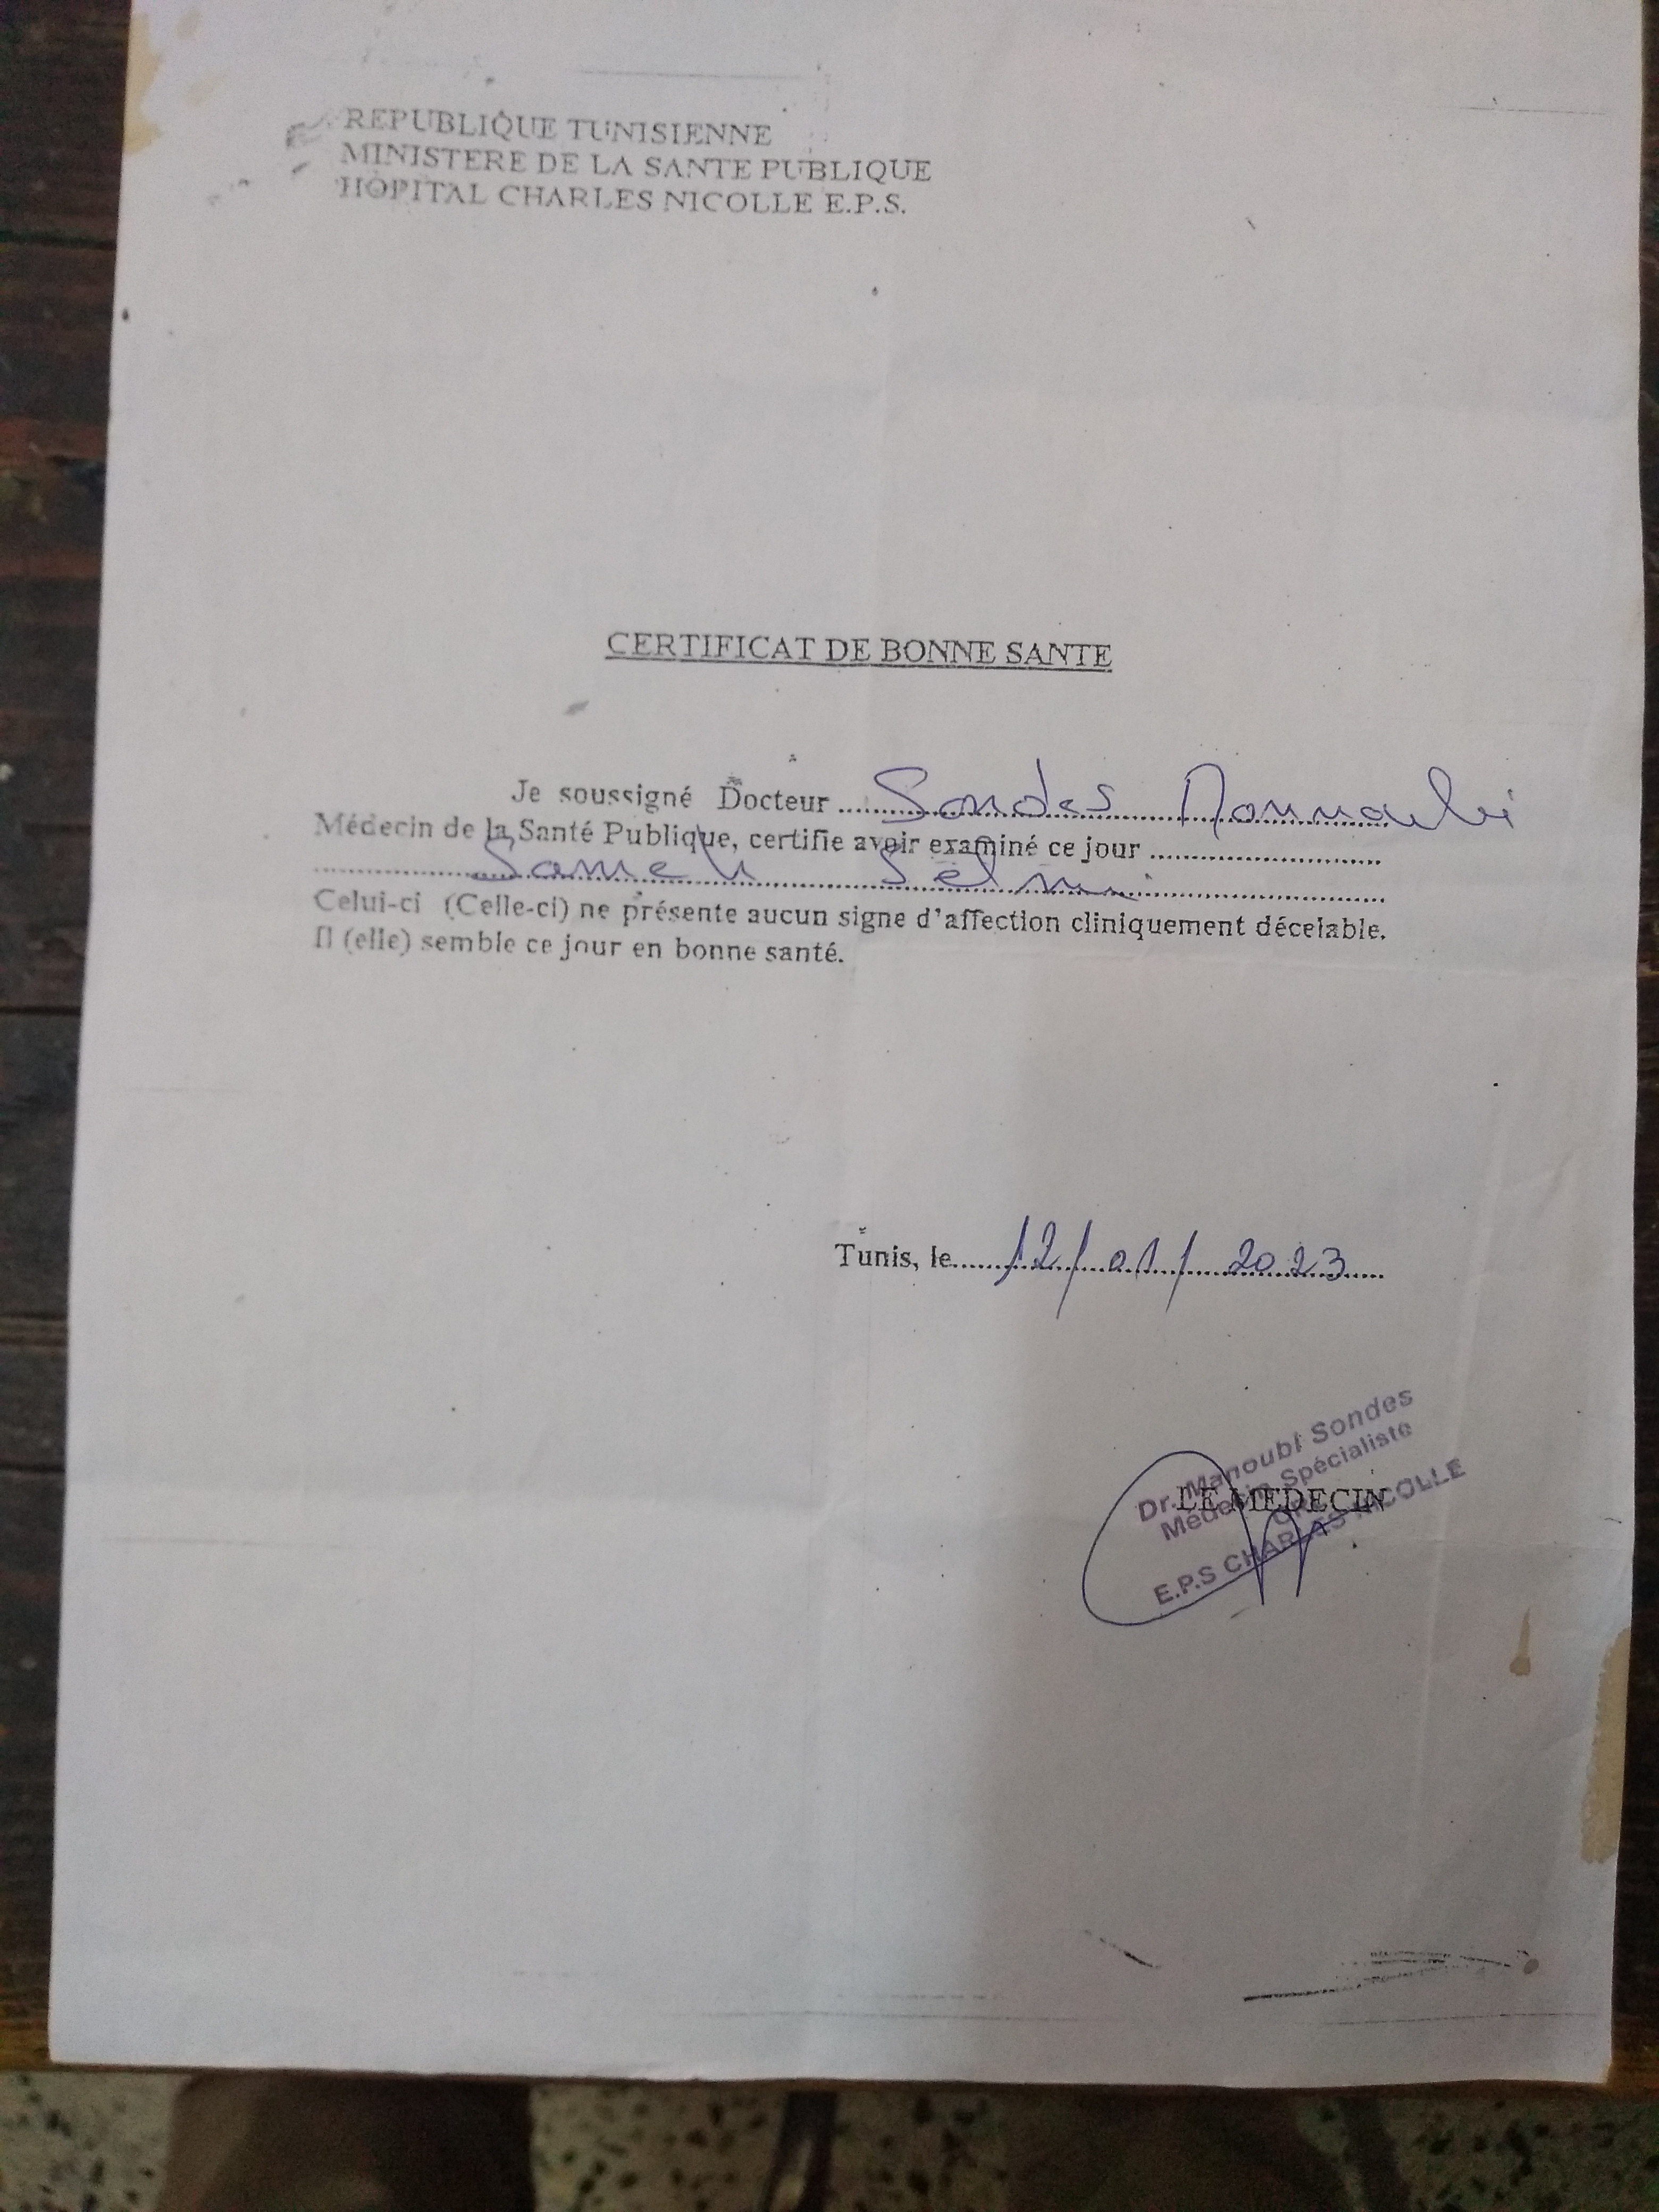 REPUBLIQUE TUNISIENNE
MINISTERE DE LA SANTE PUBLIQUE
HOPITAL CHARLES NICOLLE E.P.S.
CERTIFICAT DE BONNE SANTE
Je soussigné Docteur Sondes Mannoubi
Médecin de la Santé Publique, certifie avoir examiné ce jour
Sameh Selmi
Celui-ci (Celle-ci) ne présente aucun signe d'affection cliniquement décelable.
Il (elle) semble ce jour en bonne santé.
Tunis, le 12/01/2023
Dr. Manoubi Sondes
Médecin Spécialiste
LE MEDECIN
E.P.S CHARLES NICOLLE